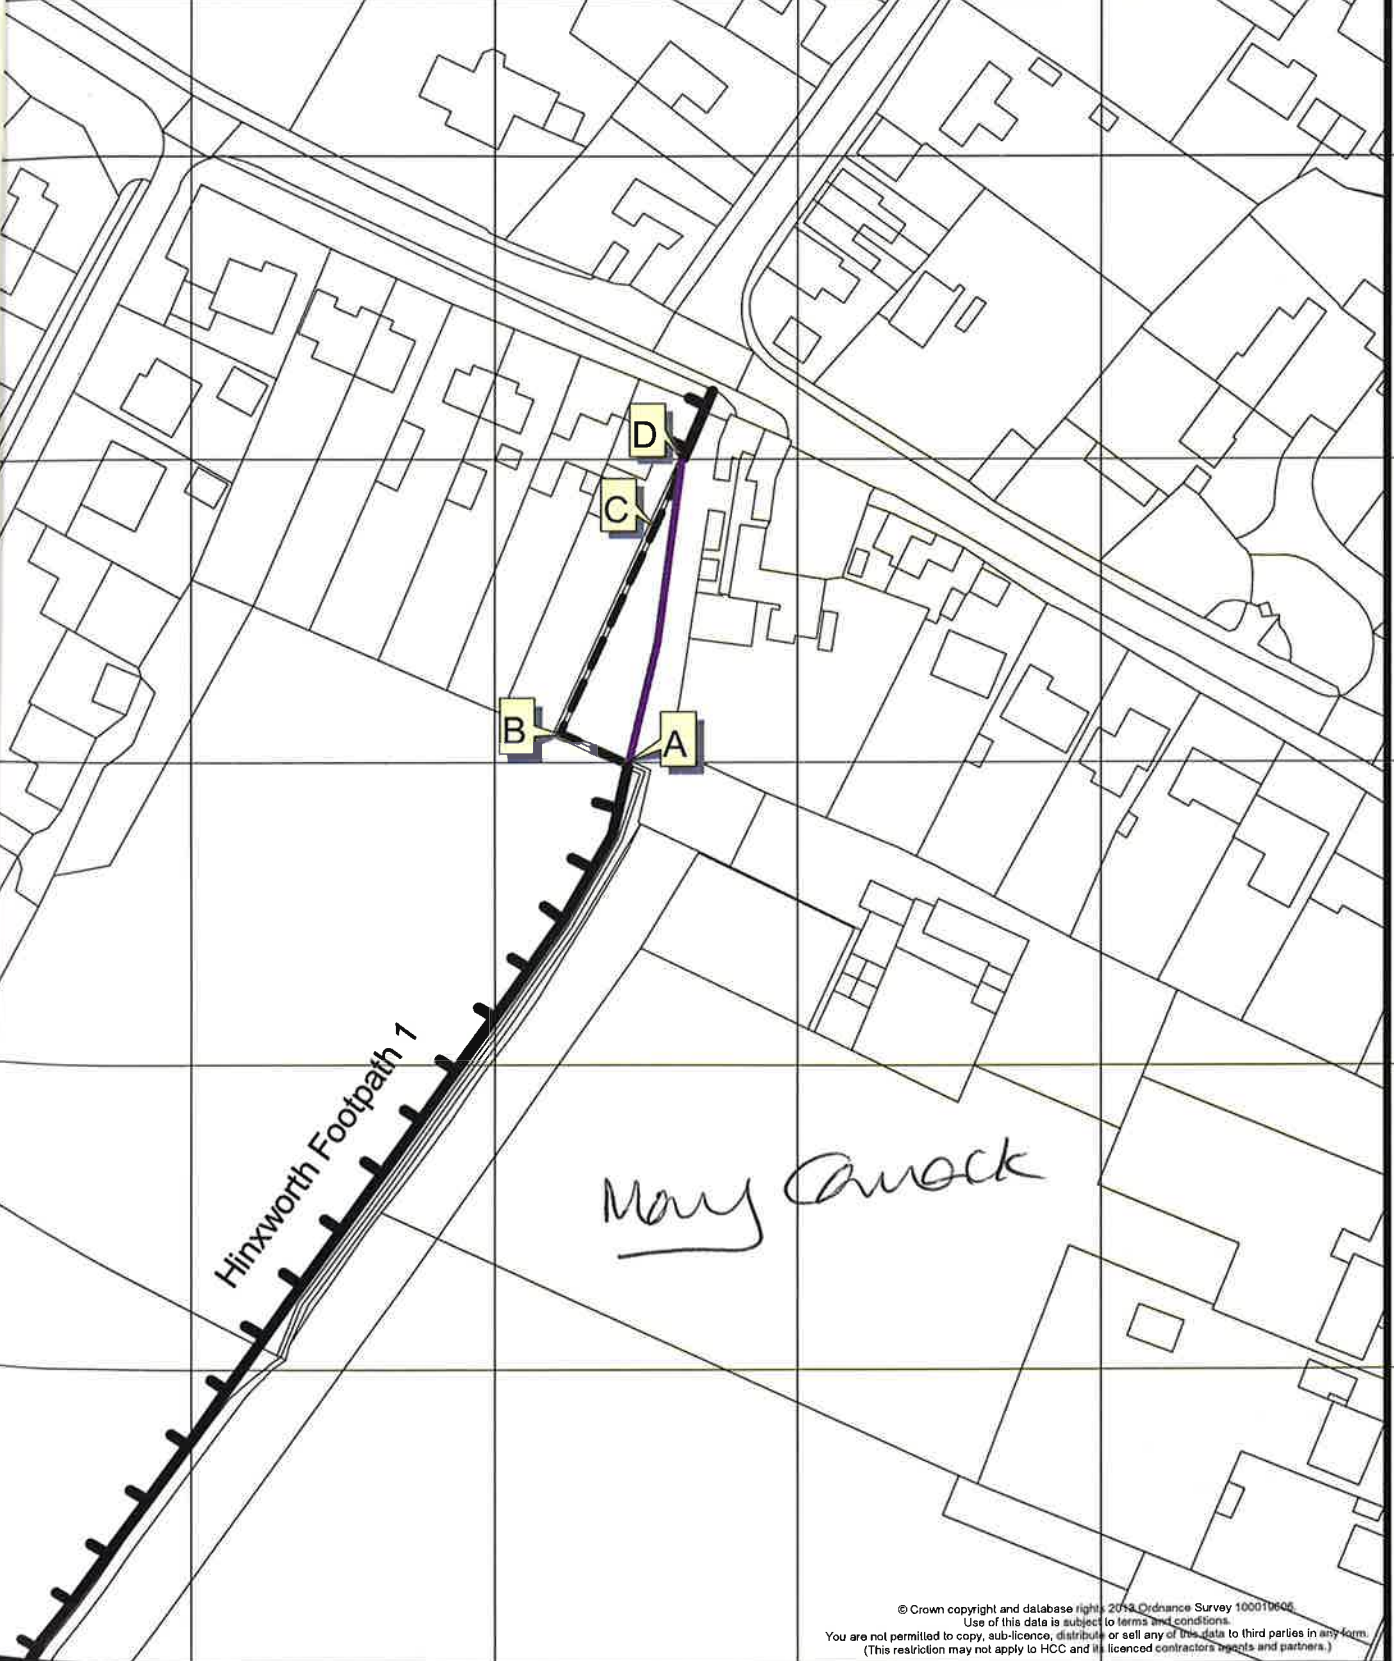 D
C
B
A
Hinxworth Footpath 1
Mary
© Crown copyright and database rights 2013 Ordnance Survey 100019606.
Use of this data is subject to terms and conditions.
You are not permitted to copy, sub-licence, distribute or sell any of this data to third parties in any form.
(This restriction may not apply to HCC and its licenced contractors agents and partners.)